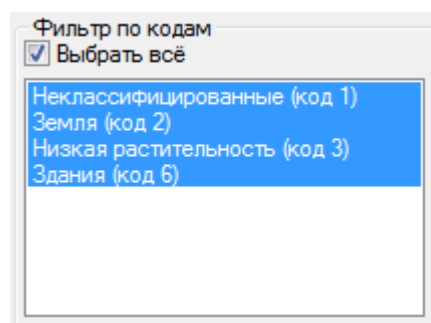 Фильтр по кодам
Выбрать всё
Неклассифицированные (код 1)
Земля (код 2)
Низкая растительность (код 3)
Здания (код 6)